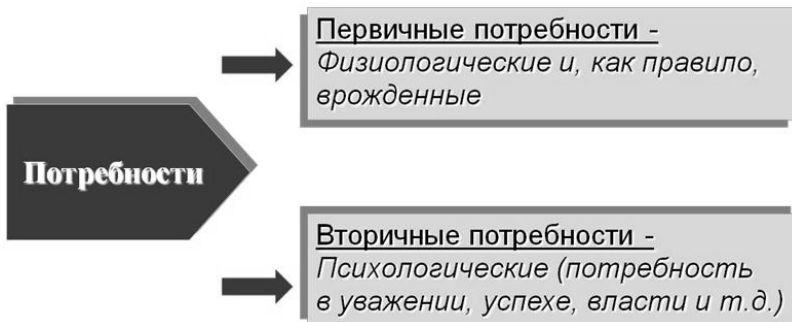 Потребности
Первичные потребности -
Физиологические и, как правило,
врожденные
Вторичные потребности -
Психологические (потребность
в уважении, успехе, власти и т.д.)